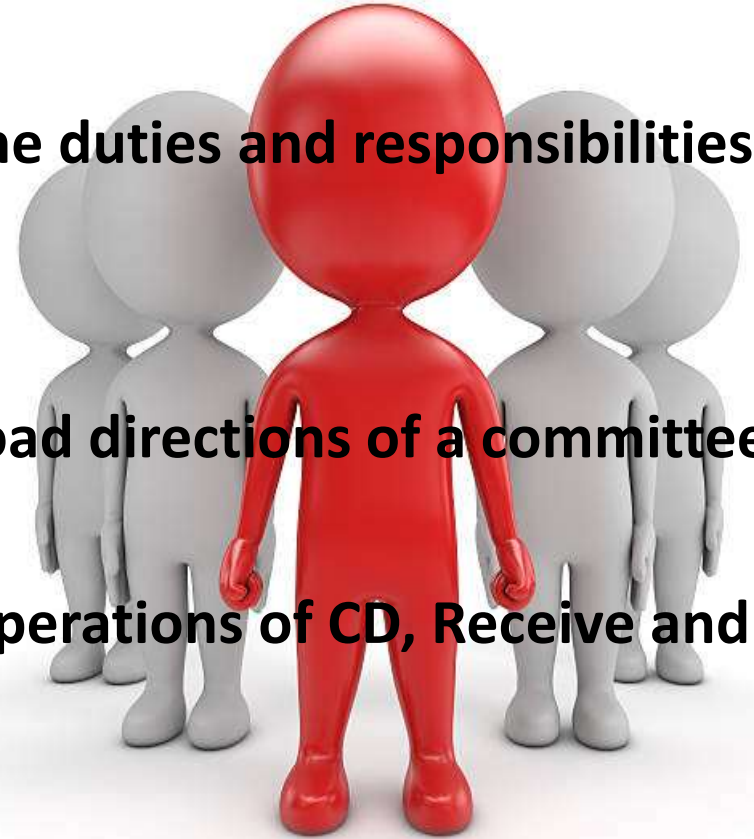 he duties and responsibilities
oad directions of a committee
perations of CD, Receive and